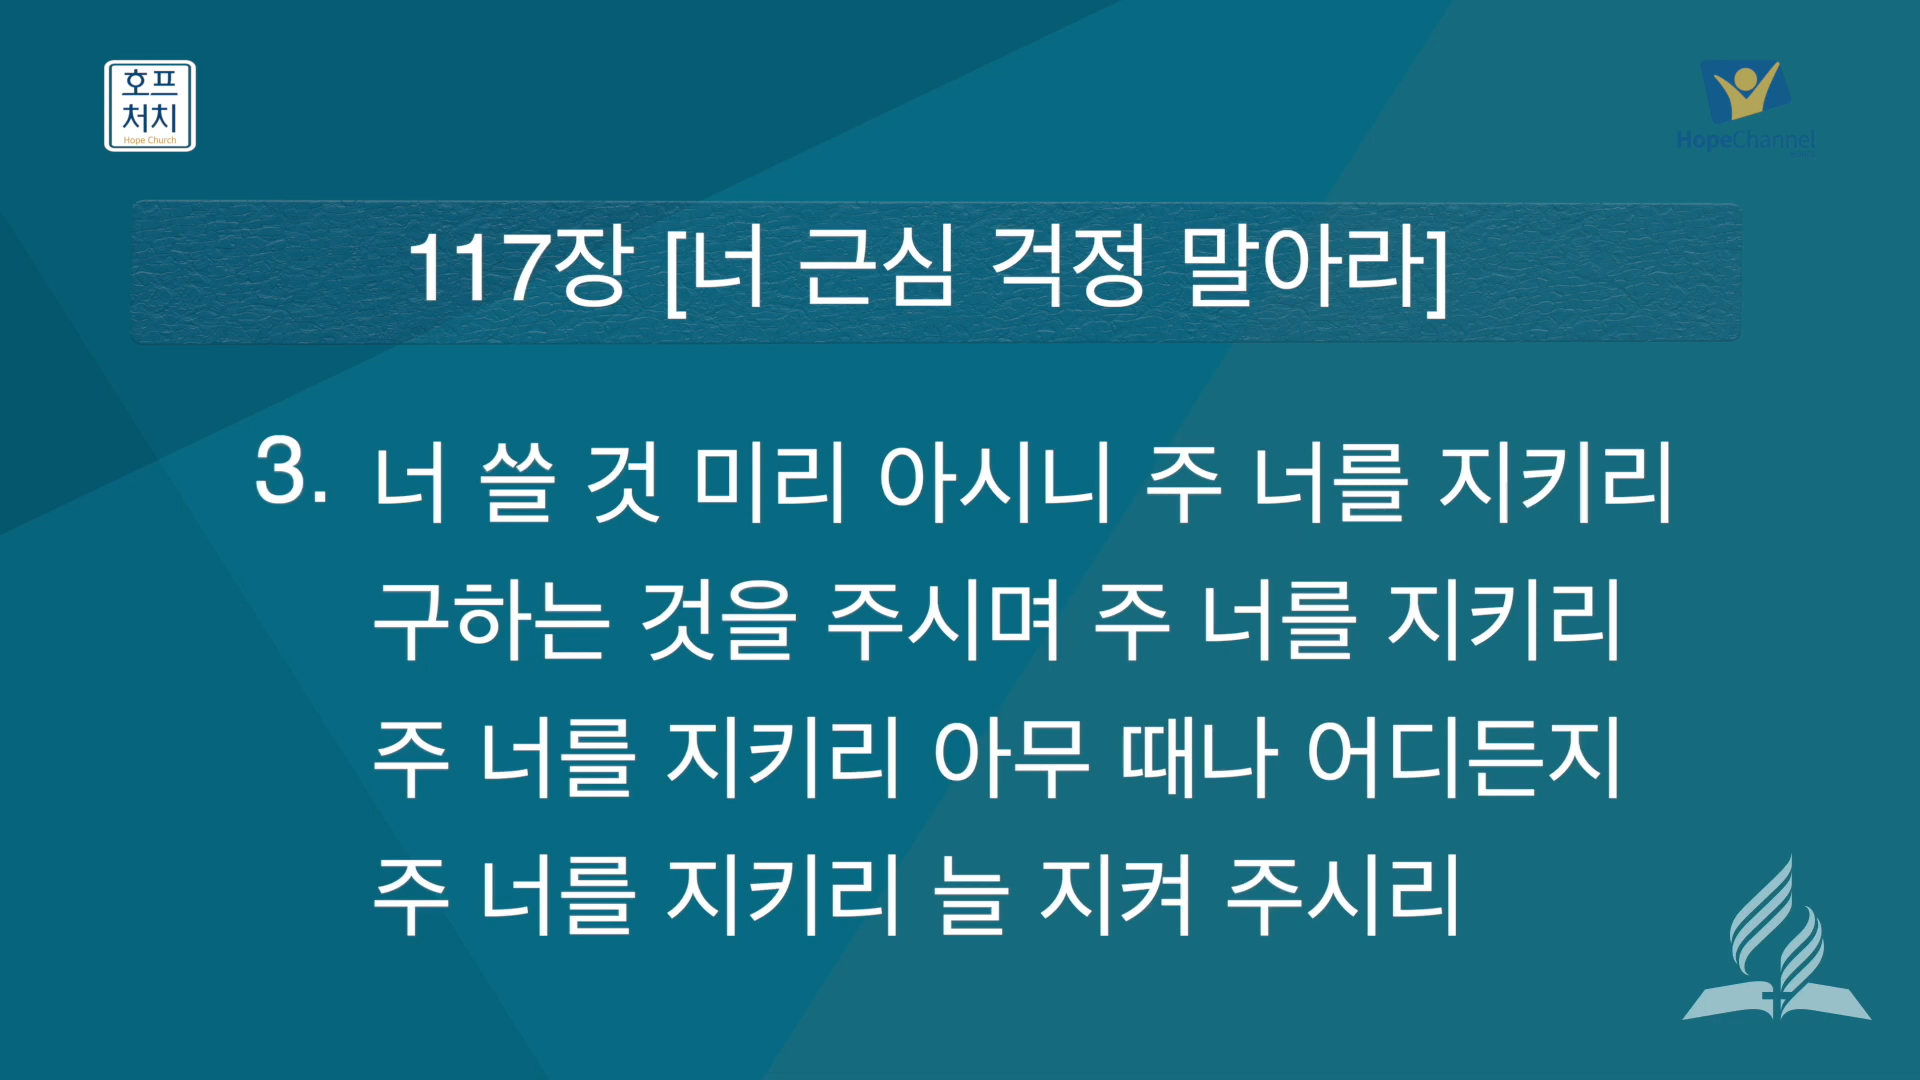 호프
처치
Hope Church
HopeChannel
117장 [너 근심 걱정 말아라]
3. 너 쓸 것 미리 아시니 주 너를 지키리
구하는 것을 주시며 주 너를 지키리
주 너를 지키리 아무 때나 어디든지
주 너를 지키리 늘 지켜 주시리